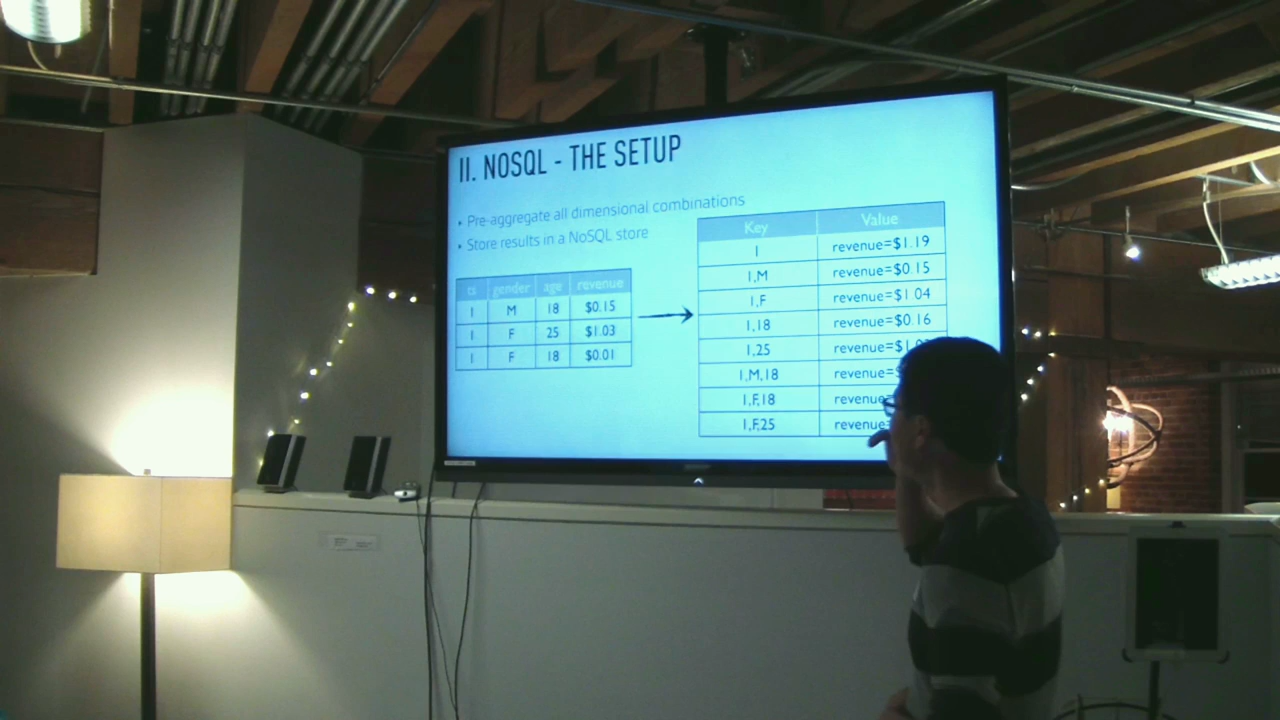 II. NOSQL - THE SETUP
• Pre-aggregate all dimensional combinations
• Store results in a NoSQL store
ts gender age revenue
1 M 18 $0.15
1 F 25 $1.03
1 F 18 $0.01
Key Value
1 revenue=$1.19
1,M revenue=$0.15
1,F revenue=$1.04
1,18 revenue=$0.16
1,25 revenue=$1.03
1,M,18 revenue=$
1,F,18 revenue=
1,F,25 revenue=